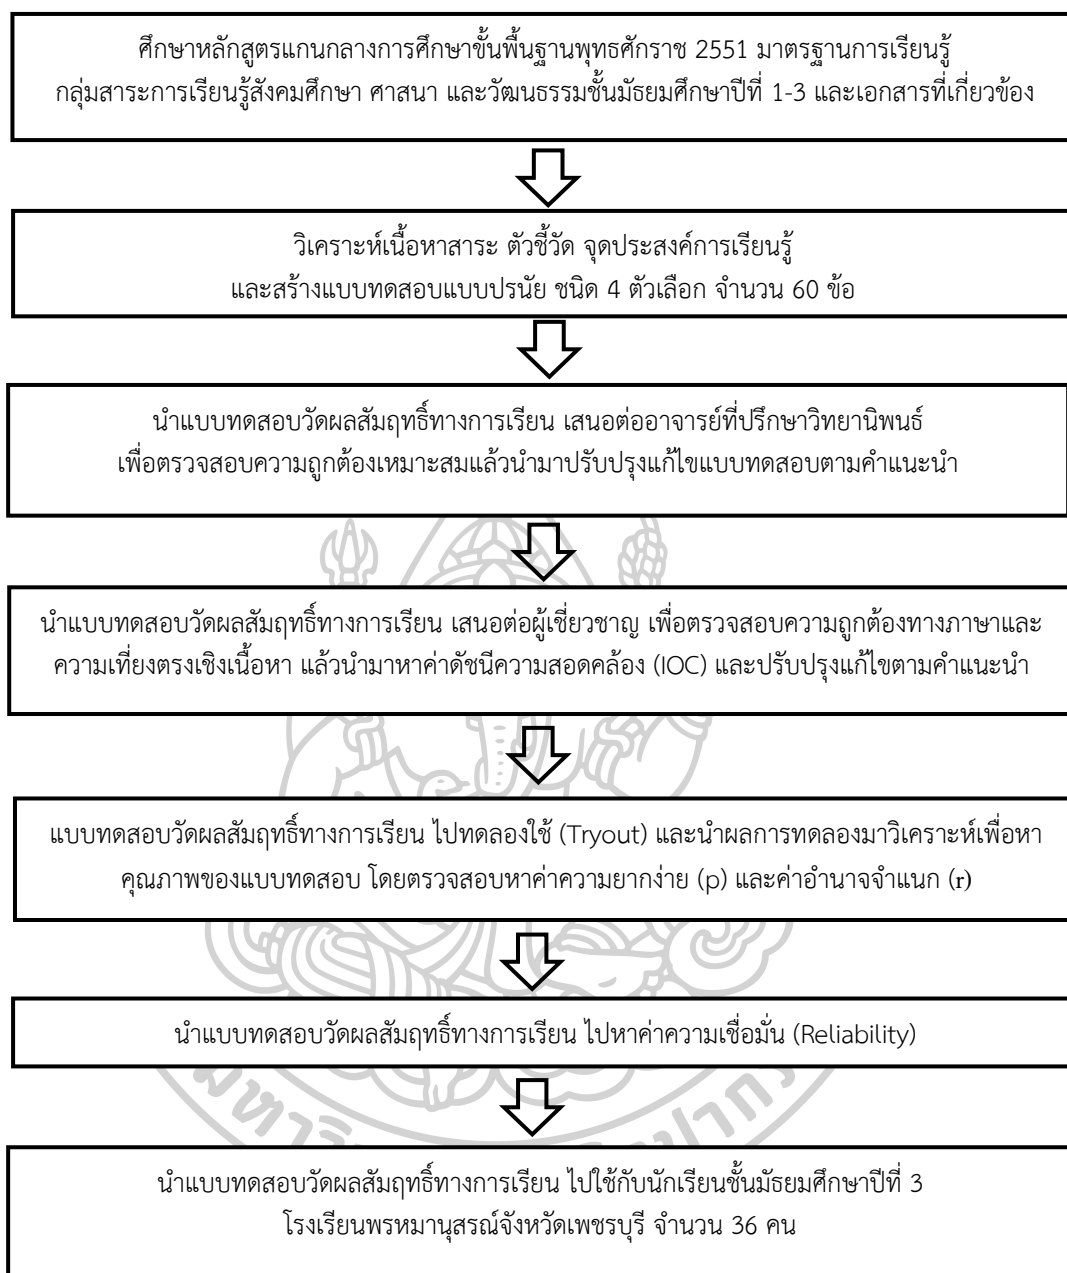 ศึกษาหลักสูตรแกนกลางการศึกษาขั้นพื้นฐานพุทธศักราช 2551 มาตรฐานการเรียนรู้
กลุ่มสาระการเรียนรู้สังคมศึกษา ศาสนา และวัฒนธรรมชั้นมัธยมศึกษาปีที่ 1-3 และเอกสารที่เกี่ยวข้อง
วิเคราะห์เนื้อหาสาระ ตัวชี้วัด จุดประสงค์การเรียนรู้
และสร้างแบบทดสอบแบบปรนัย ชนิด 4 ตัวเลือก จำนวน 60 ข้อ
นำแบบทดสอบวัดผลสัมฤทธิ์ทางการเรียน เสนอต่ออาจารย์ที่ปรึกษาวิทยานิพนธ์
เพื่อตรวจสอบความถูกต้องเหมาะสมแล้วนำมาปรับปรุงแก้ไขแบบทดสอบตามคำแนะนำ
นำแบบทดสอบวัดผลสัมฤทธิ์ทางการเรียน เสนอต่อผู้เชี่ยวชาญ เพื่อตรวจสอบความถูกต้องทางภาษาและ
ความเที่ยงตรงเชิงเนื้อหา แล้วนำมาหาค่าดัชนีความสอดคล้อง (IOC) และปรับปรุงแก้ไขตามคำแนะนำ
แบบทดสอบวัดผลสัมฤทธิ์ทางการเรียน ไปทดลองใช้ (Tryout) และนำผลการทดลองมาวิเคราะห์เพื่อหา
คุณภาพของแบบทดสอบ โดยตรวจสอบหาค่าความยากง่าย (p) และค่าอำนาจจำแนก (r)
นำแบบทดสอบวัดผลสัมฤทธิ์ทางการเรียน ไปหาค่าความเชื่อมั่น (Reliability)
นำแบบทดสอบวัดผลสัมฤทธิ์ทางการเรียน ไปใช้กับนักเรียนชั้นมัธยมศึกษาปีที่ 3
โรงเรียนพรหมานุสรณ์จังหวัดเพชรบุรี จำนวน 36 คน